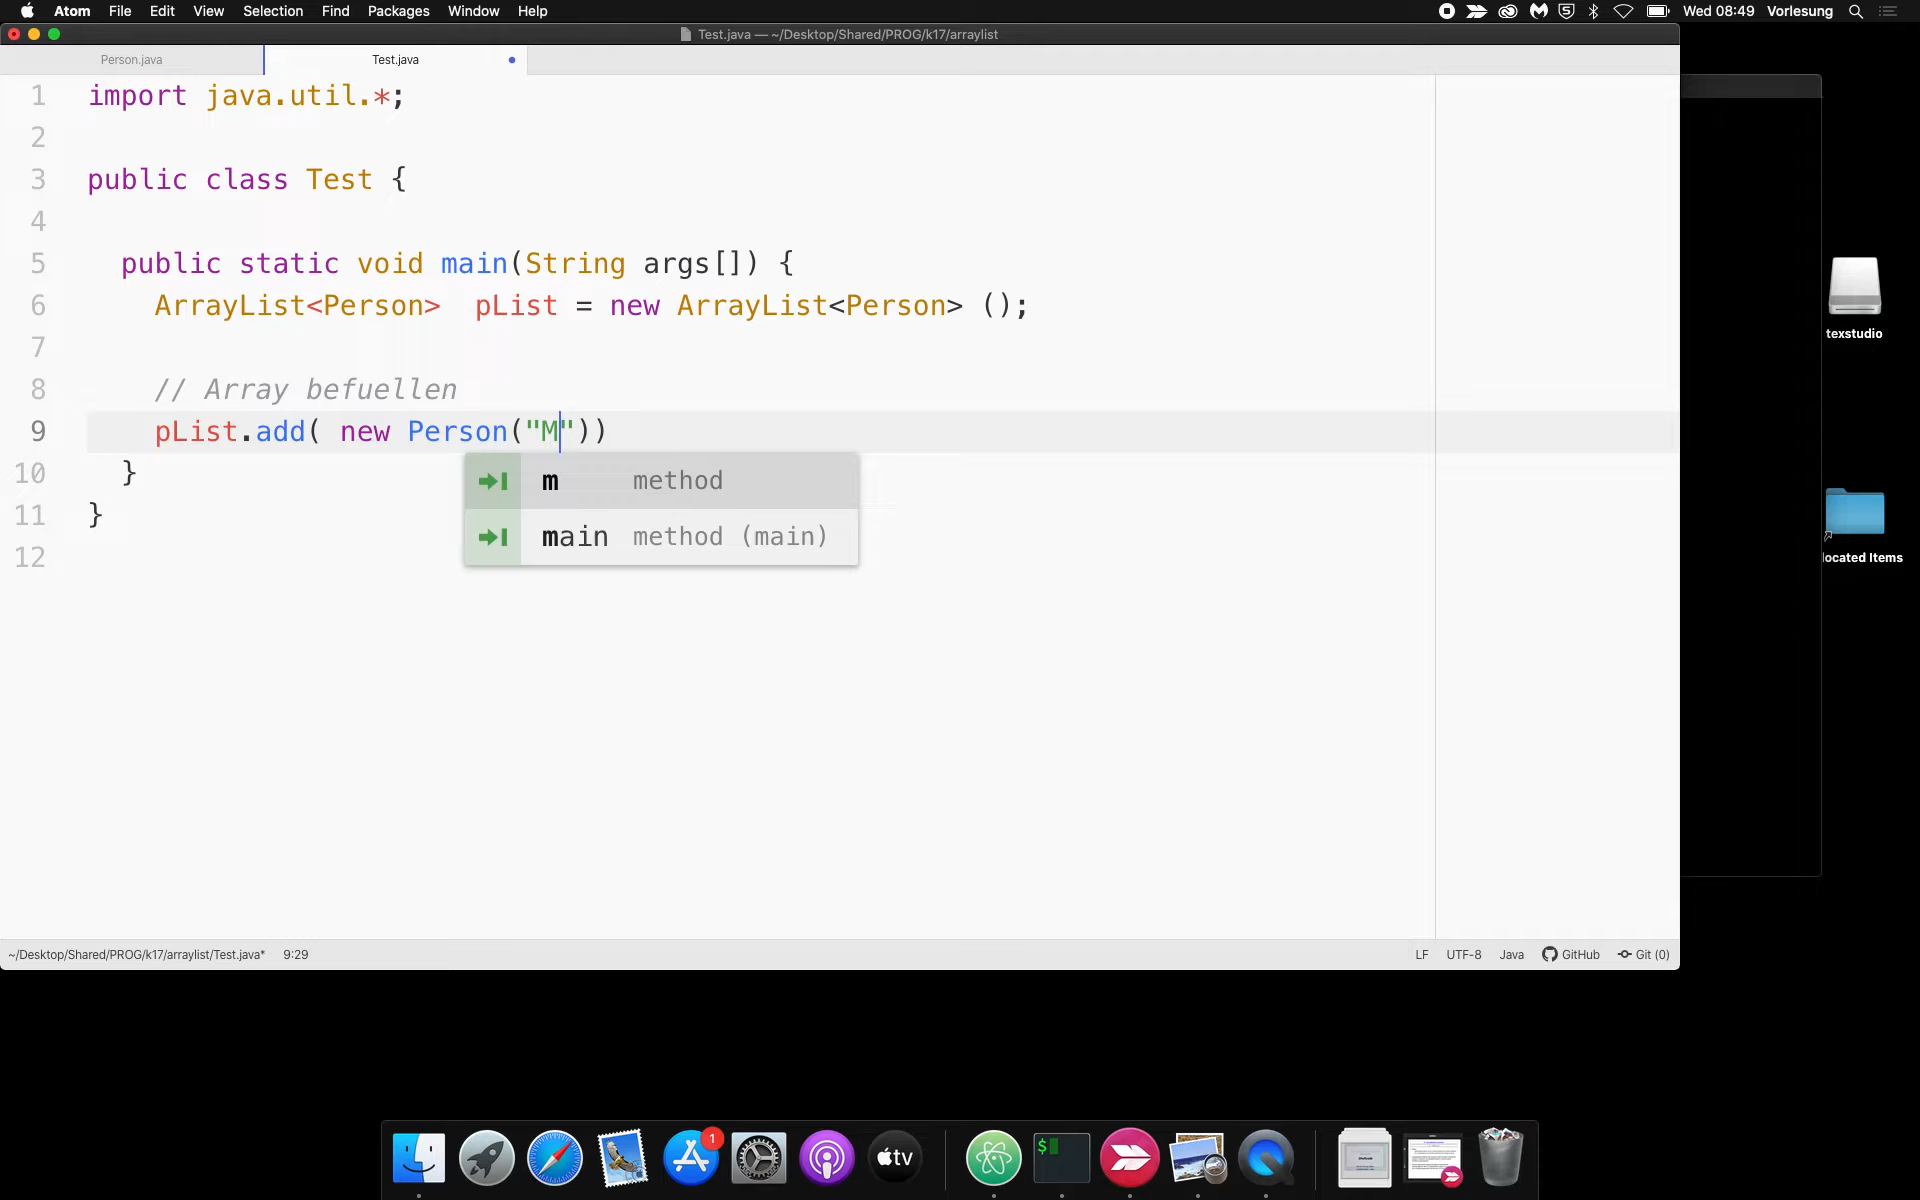 Atom File Edit View Selection Find Packages Window Help Wed 08:49 Vorlesung
Test.java — ~/Desktop/Shared/PROG/k17/arraylist
Person.java Test.java
1 import java.util.*;
2
3 public class Test {
4
5 public static void main(String args[]) {
6 ArrayList<Person> pList = new ArrayList<Person> ();
7
8 // Array befuellen
9 pList.add( new Person("M"))
10 }
11 }
12
m method
main method (main)
texstudio
located Items
~/Desktop/Shared/PROG/k17/arraylist/Test.java* 9:29 LF UTF-8 Java GitHub Git (0)
1
tv
$